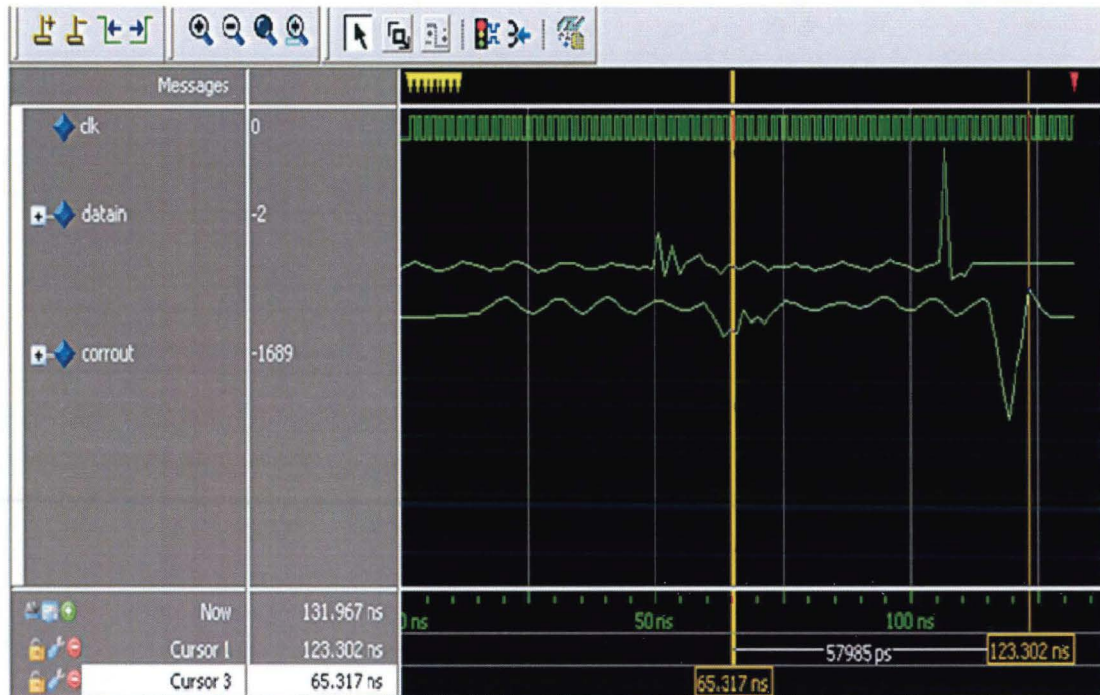 Messages
clk 0
datain -2
corrout -1689
Now 131.967 ns
0 ns 50 ns 100 ns
Cursor 1 123.302 ns
57985 ps 123.302 ns
Cursor 3 65.317 ns
65.317 ns